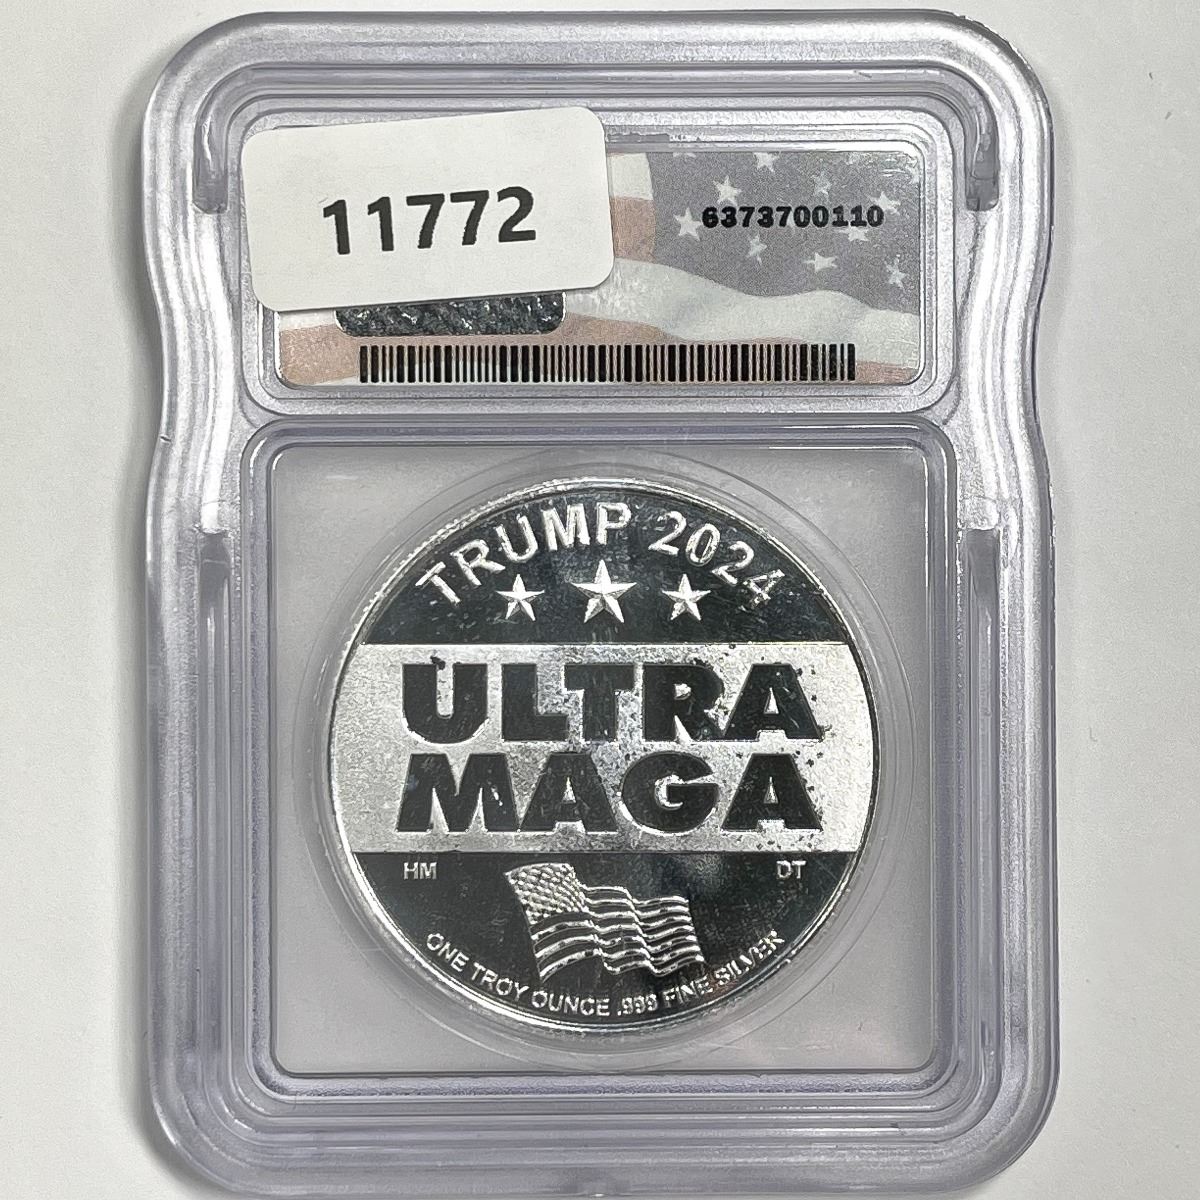 11772
6373700110
TRUMP 2024
ULTRA
MAGA
HM DT
ONE TROY OUNCE .999 FINE SILVER